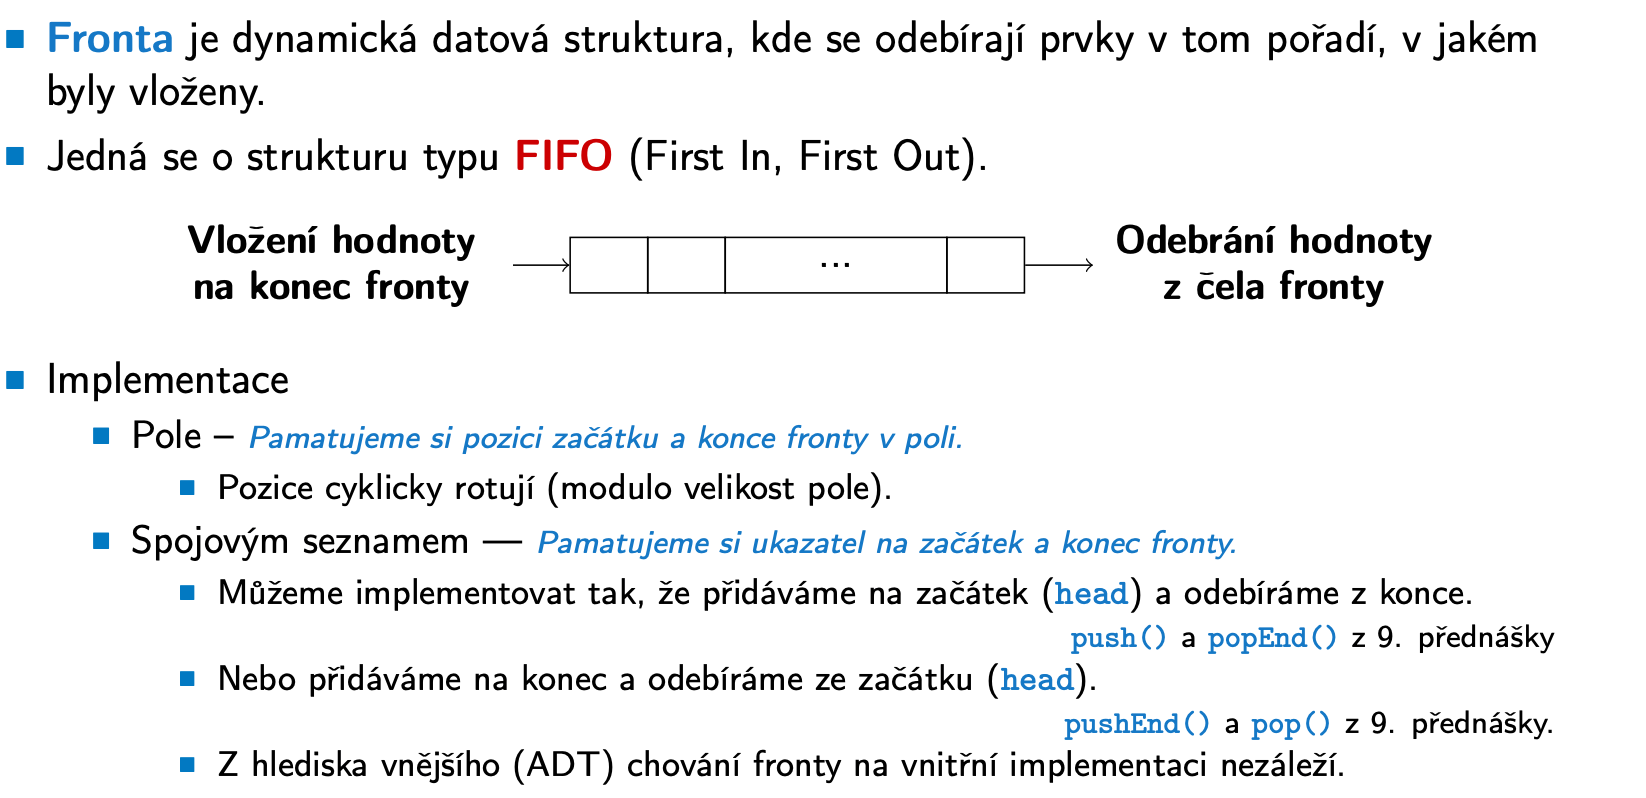 Fronta je dynamická datová struktura, kde se odebírají prvky v tom pořadí, v jakém
byly vloženy.
Jedná se o strukturu typu FIFO (First In, First Out).
Vložení hodnoty
na konec fronty
...
Odebrání hodnoty
z čela fronty
Implementace
Pole – Pamatujeme si pozici začátku a konce fronty v poli.
Pozice cyklicky rotují (modulo velikost pole).
Spojovým seznamem — Pamatujeme si ukazatel na začátek a konec fronty.
Můžeme implementovat tak, že přidáváme na začátek (head) a odebíráme z konce.
push() a popEnd() z 9. přednášky
Nebo přidáváme na konec a odebíráme ze začátku (head).
pushEnd() a pop() z 9. přednášky.
Z hlediska vnějšího (ADT) chování fronty na vnitřní implementaci nezáleží.